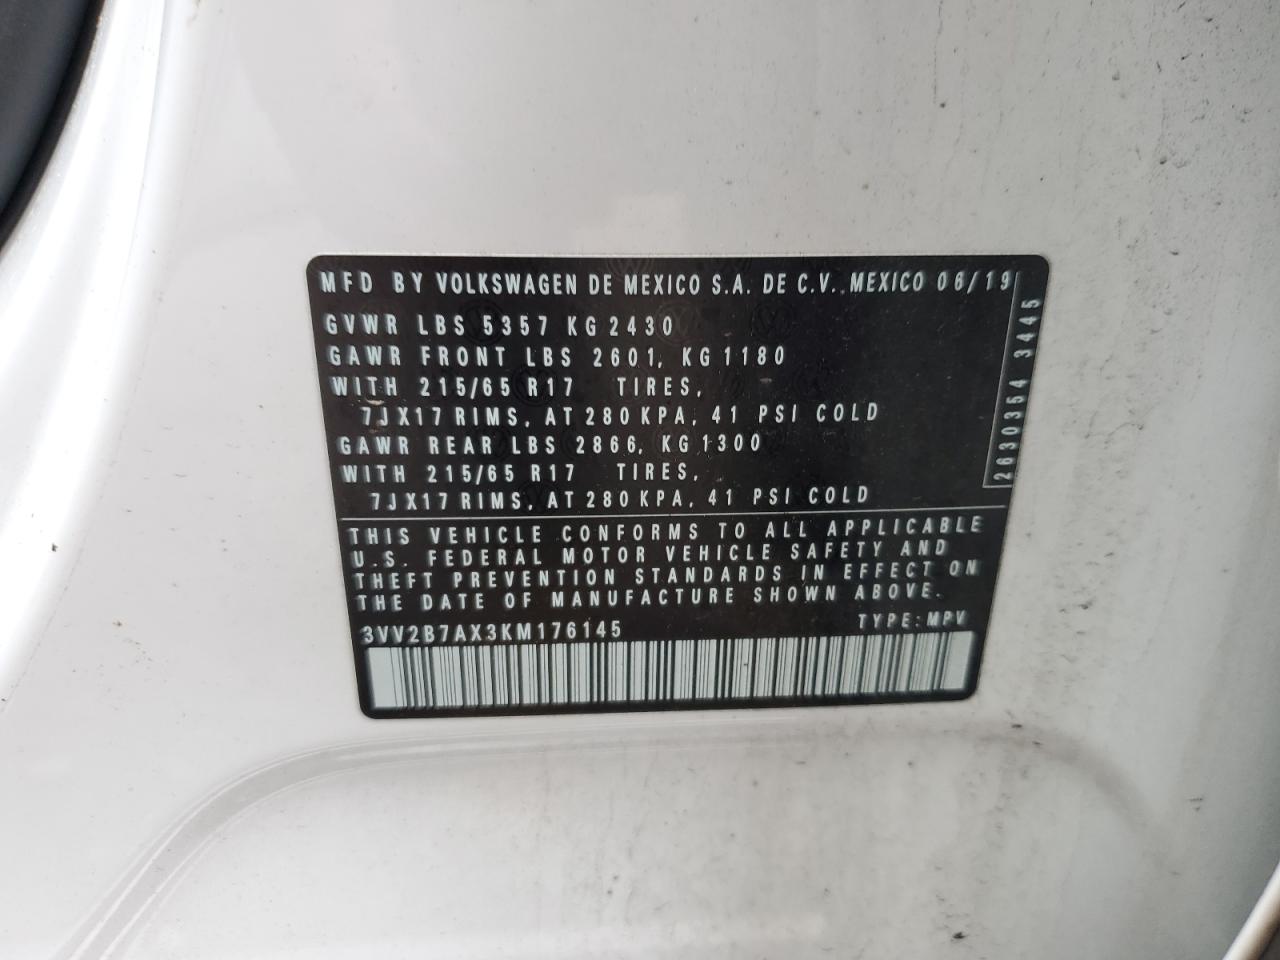 MFD BY VOLKSWAGEN DE MEXICO S.A. DE C.V., MEXICO 06/19
GVWR LBS 5357 KG 2430
GAWR FRONT LBS 2601, KG 1180
WITH 215/65 R17 TIRES,
7JX17 RIMS, AT 280 KPA, 41 PSI COLD
GAWR REAR LBS 2866, KG 1300
WITH 215/65 R17 TIRES,
7JX17 RIMS, AT 280 KPA, 41 PSI COLD
2630354 3445
THIS VEHICLE CONFORMS TO ALL APPLICABLE
U.S. FEDERAL MOTOR VEHICLE SAFETY AND
THEFT PREVENTION STANDARDS IN EFFECT ON
THE DATE OF MANUFACTURE SHOWN ABOVE.
3VV2B7AX3KM176145 TYPE: MPV